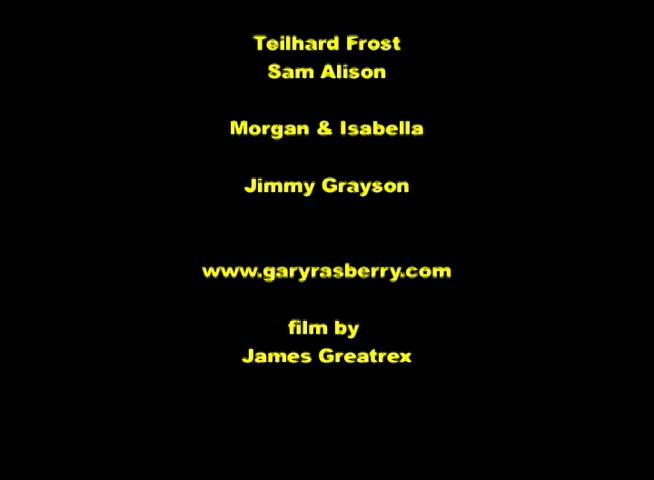 Teilhard Frost
Sam Alison
Morgan & Isabella
Jimmy Grayson
www.garyrasberry.com
film by
James Greatrex